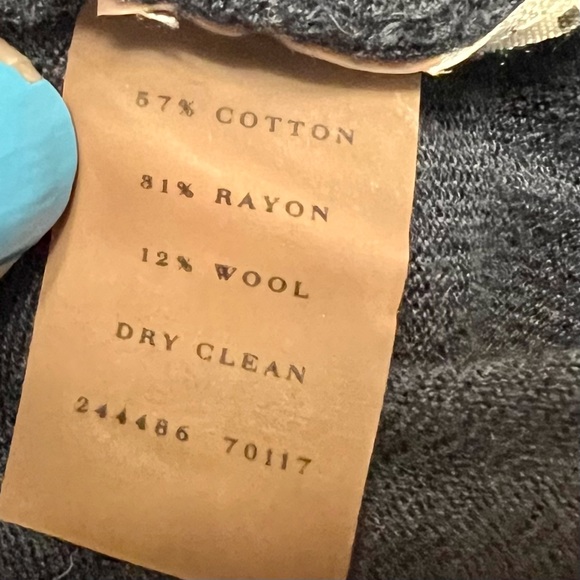 57% COTTON
31% RAYON
12% WOOL
DRY CLEAN
244486 70117